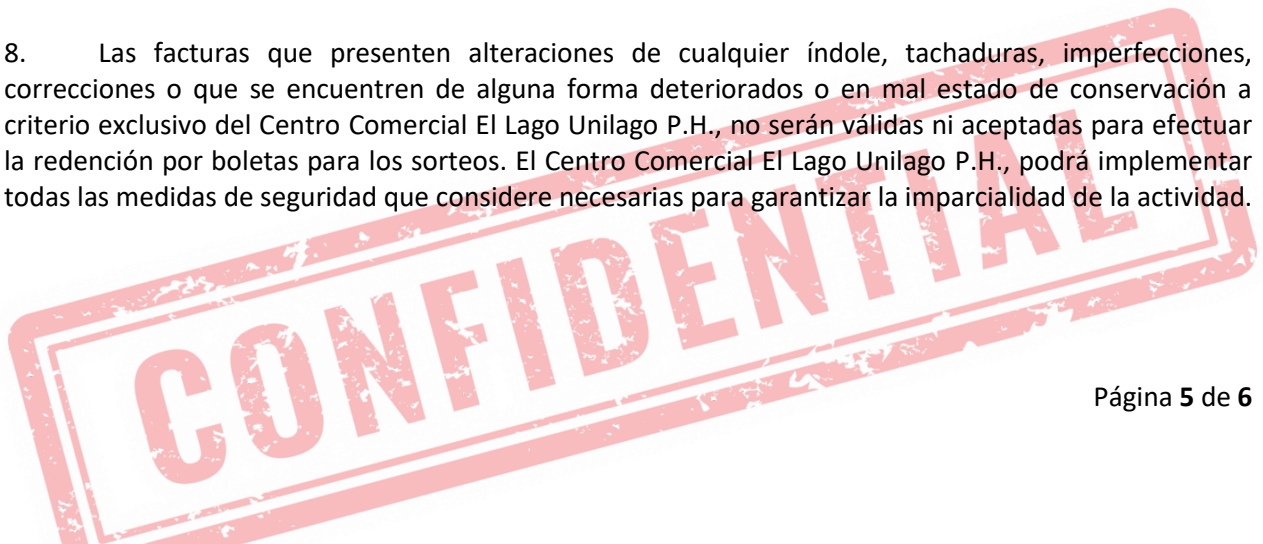 8. Las facturas que presenten alteraciones de cualquier índole, tachaduras, imperfecciones,
correcciones o que se encuentren de alguna forma deteriorados o en mal estado de conservación a
criterio exclusivo del Centro Comercial El Lago Unilago P.H., no serán válidas ni aceptadas para efectuar
la redención por boletas para los sorteos. El Centro Comercial El Lago Unilago P.H., podrá implementar
todas las medidas de seguridad que considere necesarias para garantizar la imparcialidad de la actividad.
CONFIDENTIAL
Página 5 de 6